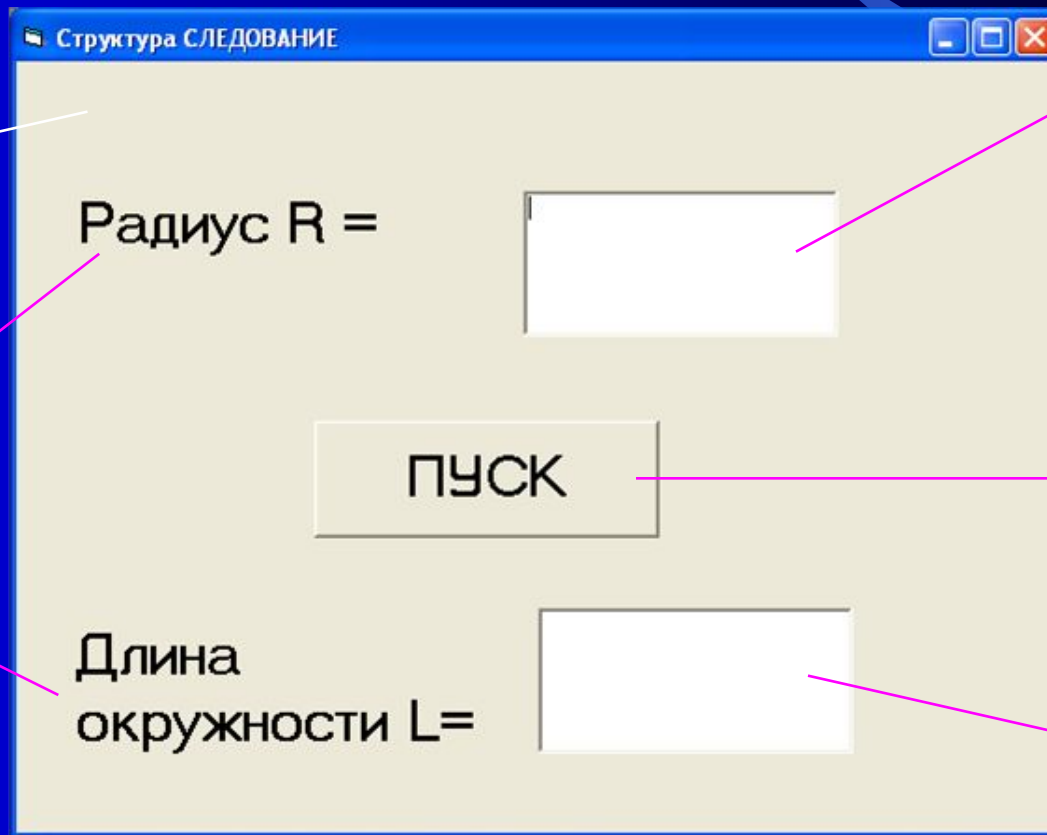 Структура СЛЕДОВАНИЕ
Радиус R =
ПУСК
Длина
окружности L=